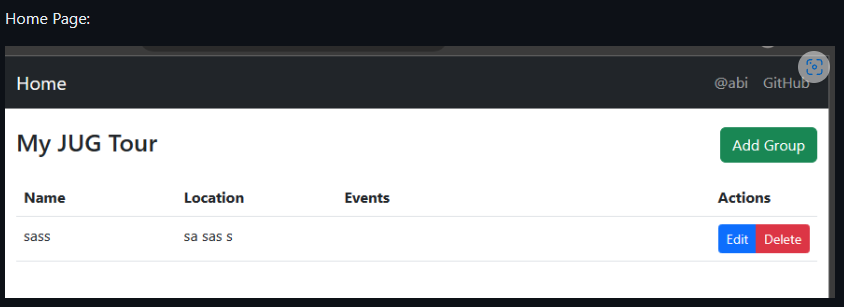 Home Page:
Home @abi GitHub
My JUG Tour Add Group
Name Location Events Actions
sass sa sas s Edit Delete